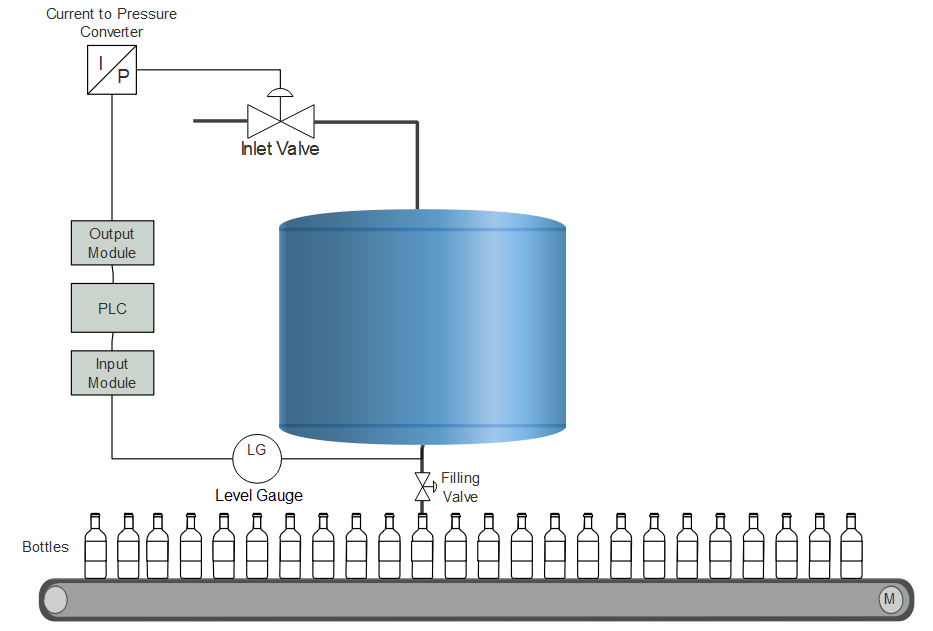 Current to Pressure
Converter
I
P
Inlet Valve
Output
Module
PLC
Input
Module
LG
Level Gauge
Filling
Valve
Bottles
M